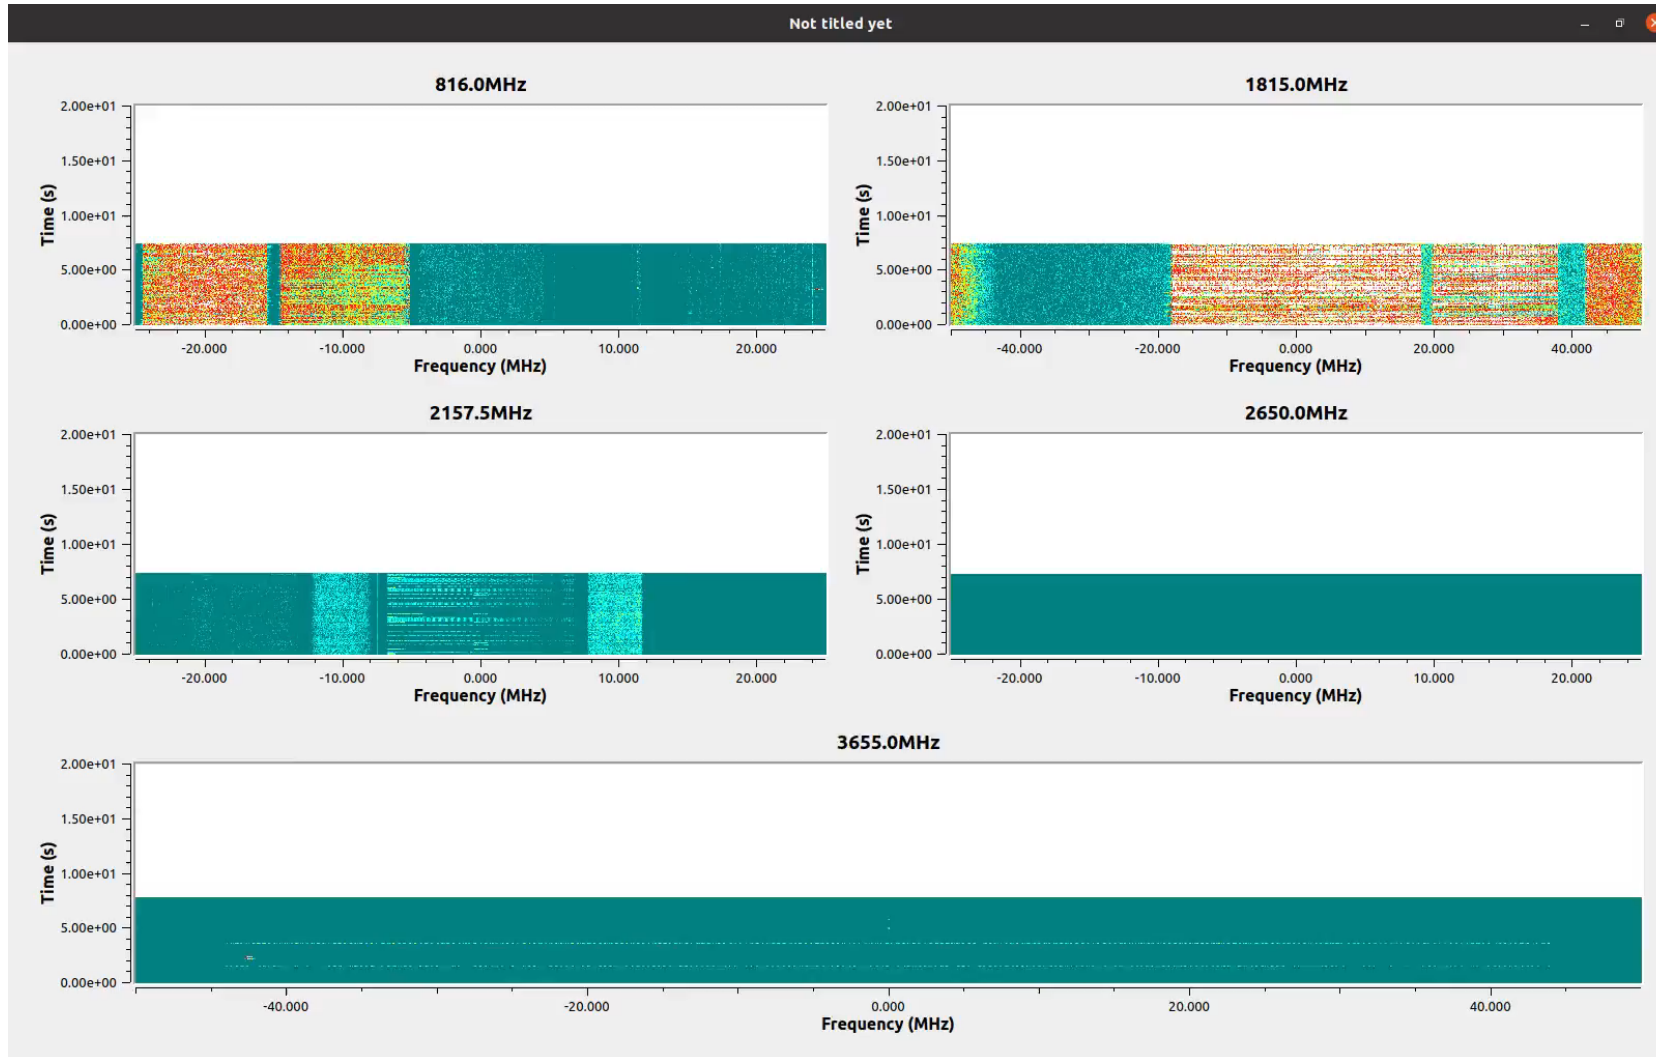 Not titled yet
816.0MHz
2.00e+01
1.50e+01
1.00e+01
5.00e+00
0.00e+00
Time (s)
-20.000 -10.000 0.000 10.000 20.000
Frequency (MHz)
1815.0MHz
2.00e+01
1.50e+01
1.00e+01
5.00e+00
0.00e+00
Time (s)
-40.000 -20.000 0.000 20.000 40.000
Frequency (MHz)
2157.5MHz
2.00e+01
1.50e+01
1.00e+01
5.00e+00
0.00e+00
Time (s)
-20.000 -10.000 0.000 10.000 20.000
Frequency (MHz)
2650.0MHz
2.00e+01
1.50e+01
1.00e+01
5.00e+00
0.00e+00
Time (s)
-20.000 -10.000 0.000 10.000 20.000
Frequency (MHz)
3655.0MHz
2.00e+01
1.50e+01
1.00e+01
5.00e+00
0.00e+00
Time (s)
-40.000 -20.000 0.000 20.000 40.000
Frequency (MHz)